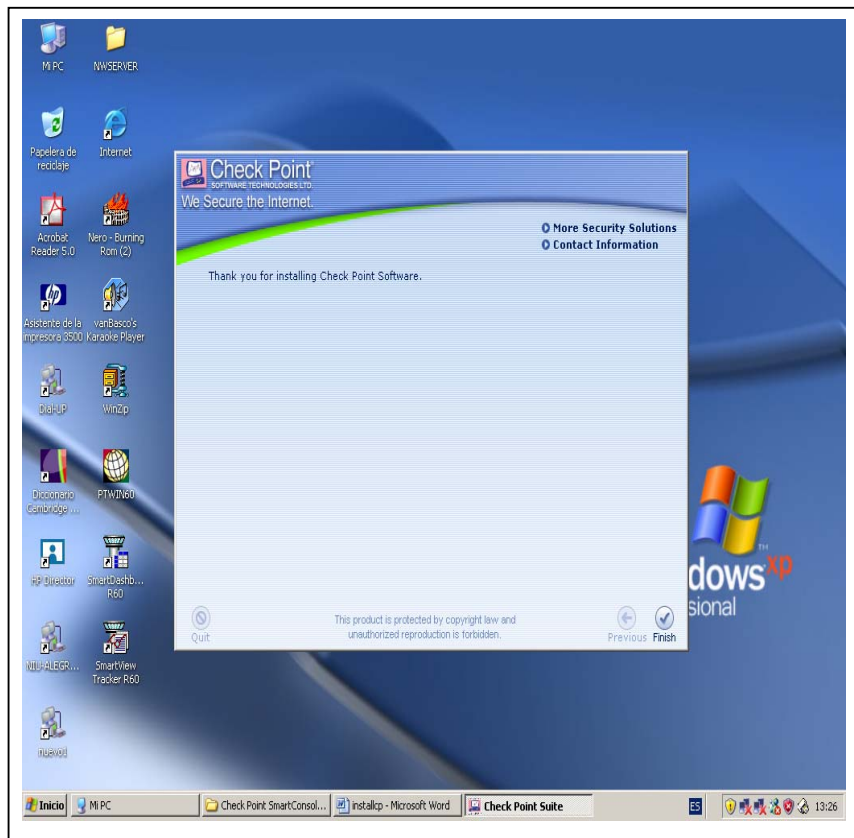 Mi PC
NWSERVER
Papelera de
reciclaje
Internet
Acrobat
Reader 5.0
Nero - Burning
Rom (2)
Asistente de la
impresora 3500
vanBasco's
Karaoke Player
Dial-UP
WinZip
Diccionario
Cambridge ...
PTWIN60
HP Director
SmartDashb...
R60
NIU-ALEGR...
SmartView
Tracker R60
nuevo1
Check Point
SOFTWARE TECHNOLOGIES LTD.
We Secure the Internet.
More Security Solutions
Contact Information
Thank you for installing Check Point Software.
Quit
This product is protected by copyright law and
unauthorized reproduction is forbidden.
Previous
Finish
dows xp
TM
sional
Inicio
Mi PC
Check Point SmartConsol...
installcp - Microsoft Word
Check Point Suite
ES
13:26